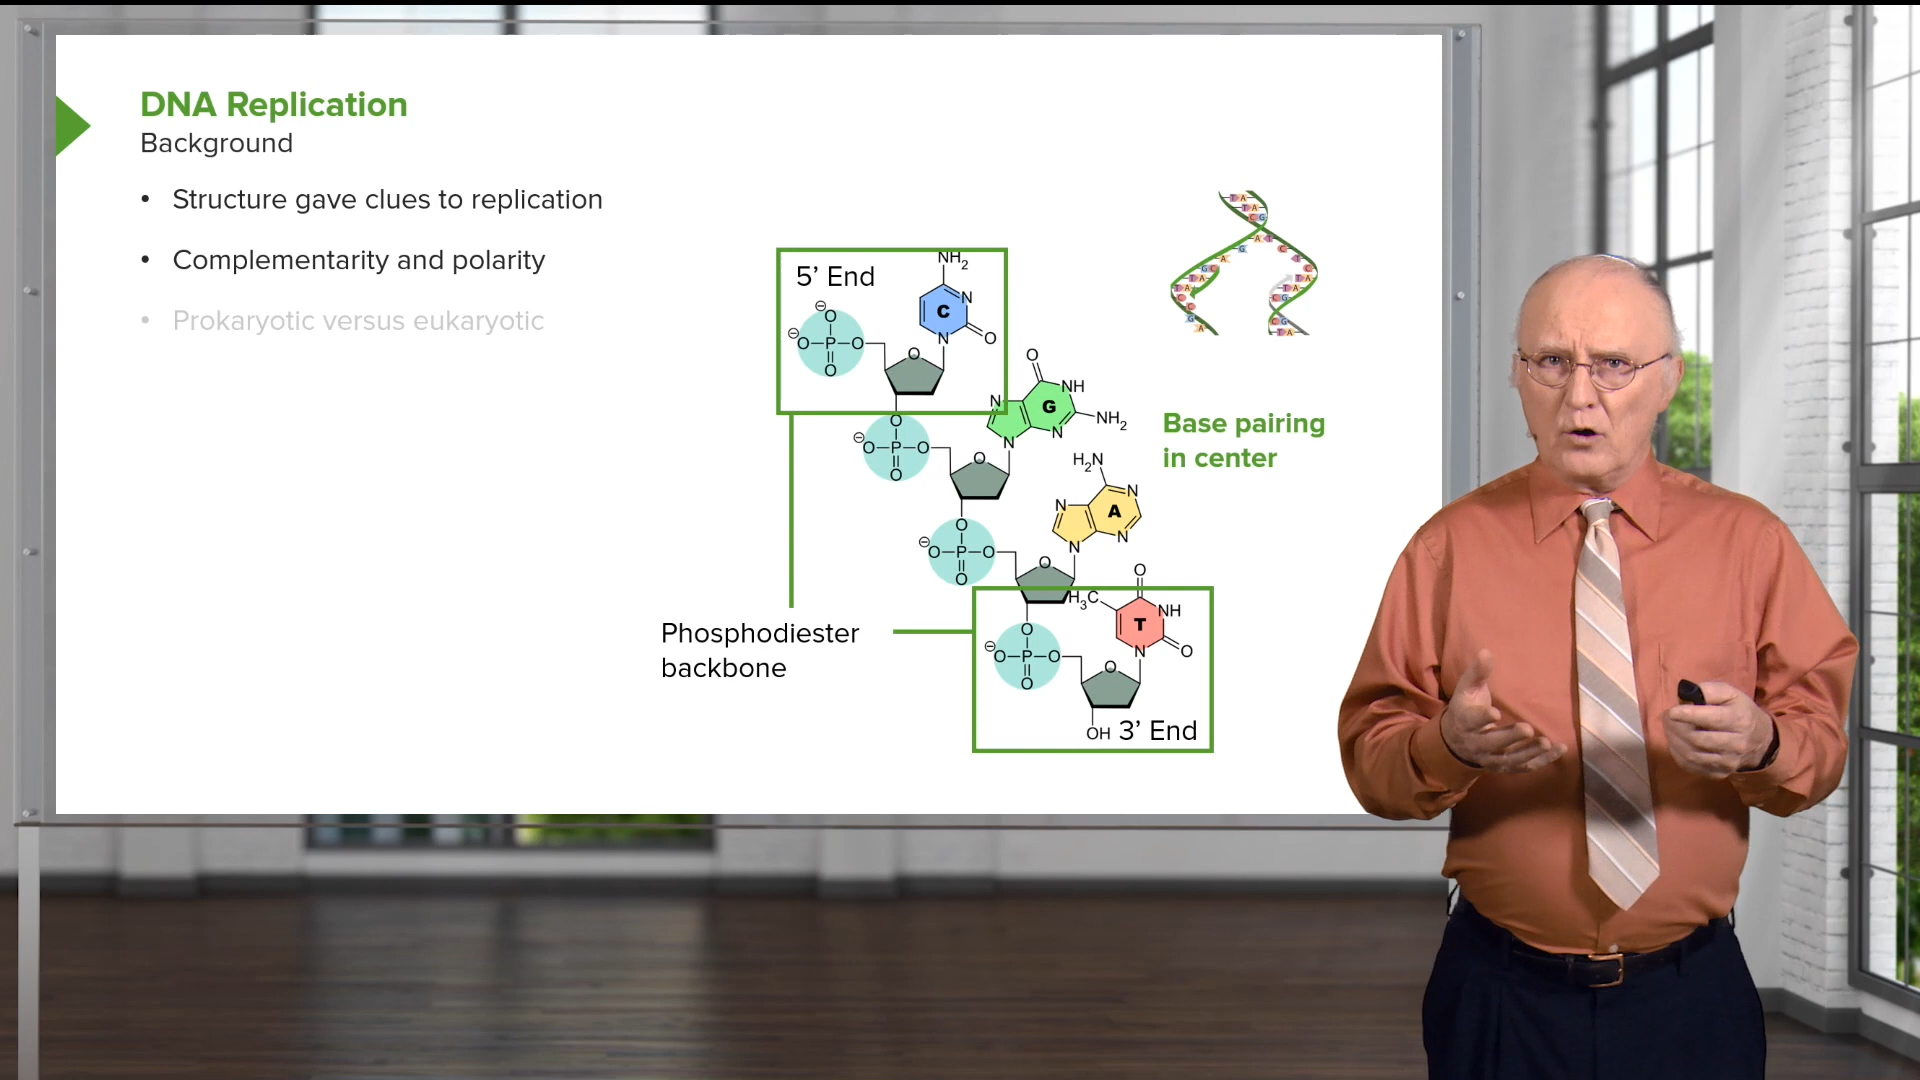 DNA Replication
Background
• Structure gave clues to replication
• Complementarity and polarity
• Prokaryotic versus eukaryotic
5’ End
NH₂
N
C
O
N
⊖
O
⊖
O–P–O
O
O
O
NH
N
G
NH₂
N
N
O
⊖
O–P–O
O
O
Base pairing
in center
H₂N
N
N
A
N
N
O
⊖
O–P–O
O
O
O
H₃C
NH
T
O
N
Phosphodiester
backbone
O
⊖
O–P–O
O
O
OH 3’ End
T A
T A
C G
A T
G
C
A
T
G C
C
T A
T A
T A
T A
C
C G
C
G
C G
A
T A